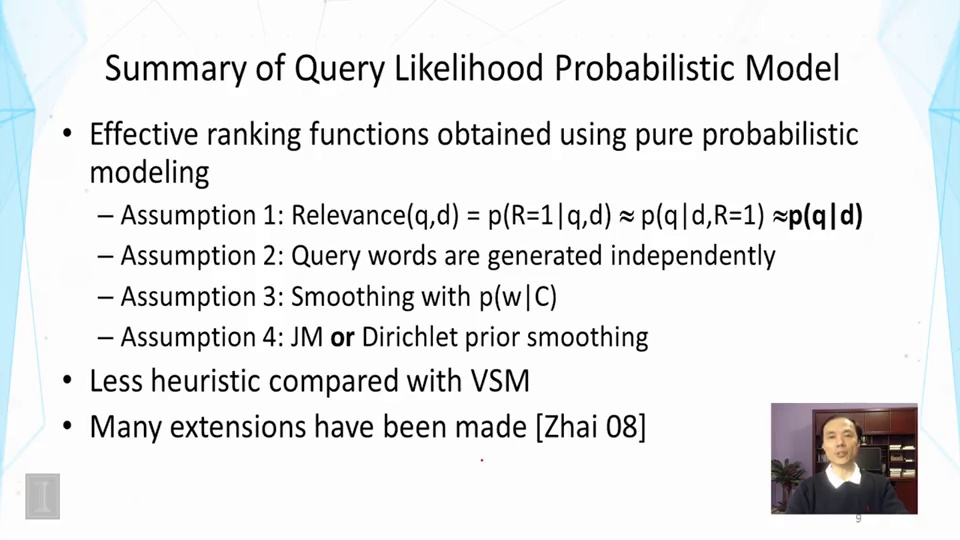 Summary of Query Likelihood Probabilistic Model
• Effective ranking functions obtained using pure probabilistic
modeling
– Assumption 1: Relevance(q,d) = p(R=1|q,d) ≈ p(q|d,R=1) ≈p(q|d)
– Assumption 2: Query words are generated independently
– Assumption 3: Smoothing with p(w|C)
– Assumption 4: JM or Dirichlet prior smoothing
• Less heuristic compared with VSM
• Many extensions have been made [Zhai 08]
I
9